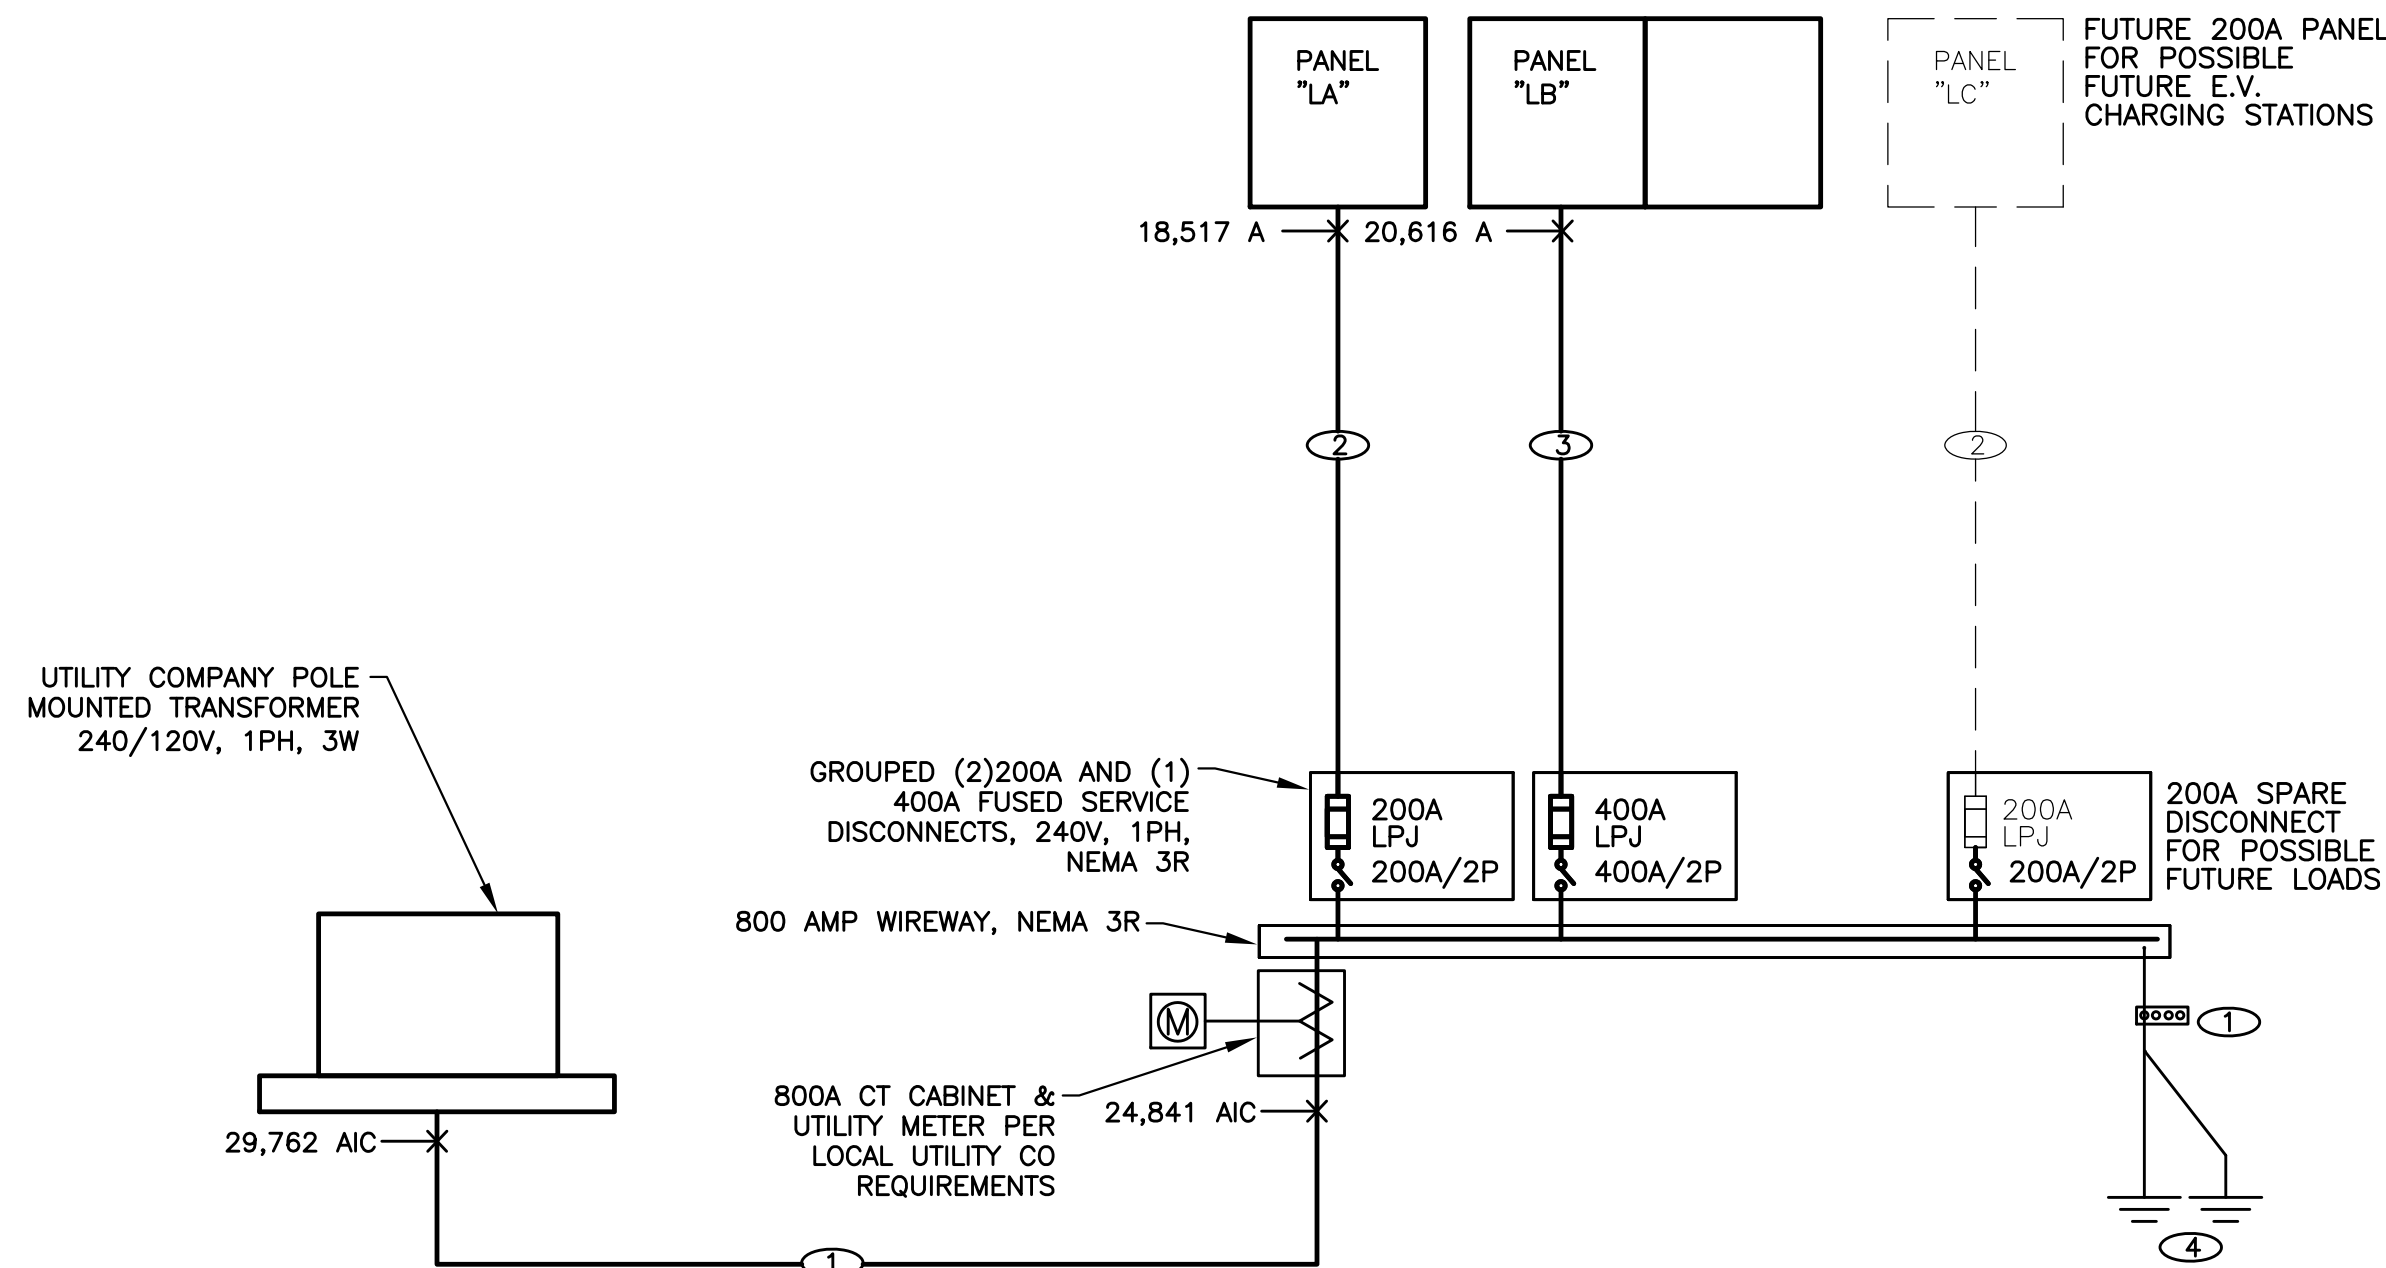 PANEL
"LA"
PANEL
"LB"
PANEL
"LC"
FUTURE 200A PANEL
FOR POSSIBLE
FUTURE E.V.
CHARGING STATIONS
18,517 A
20,616 A
2
3
2
UTILITY COMPANY POLE
MOUNTED TRANSFORMER
240/120V, 1PH, 3W
GROUPED (2)200A AND (1)
400A FUSED SERVICE
DISCONNECTS, 240V, 1PH,
NEMA 3R
200A
LPJ
200A/2P
400A
LPJ
400A/2P
200A
LPJ
200A/2P
200A SPARE
DISCONNECT
FOR POSSIBLE
FUTURE LOADS
800 AMP WIREWAY, NEMA 3R
M
1
800A CT CABINET &
UTILITY METER PER
LOCAL UTILITY CO
REQUIREMENTS
24,841 AIC
29,762 AIC
1
4